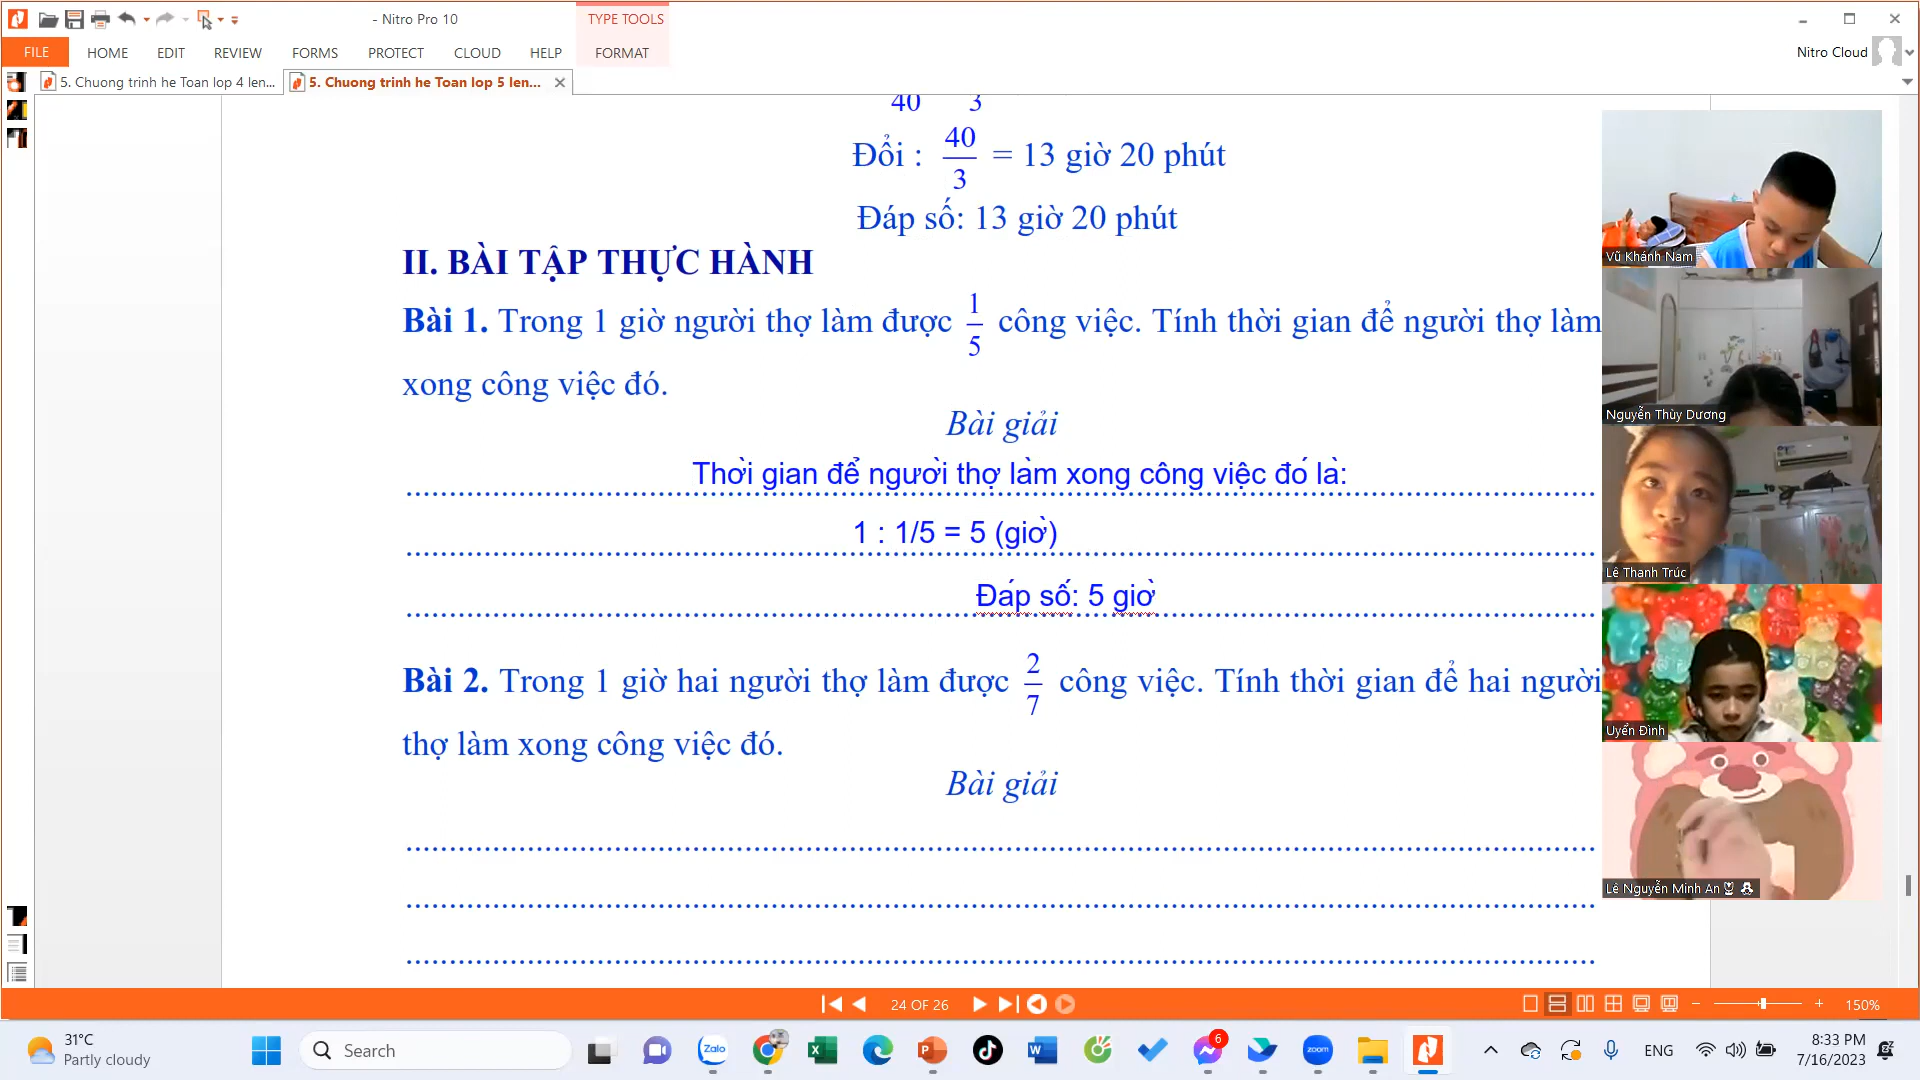 - Nitro Pro 10
TYPE TOOLS
FILE HOME EDIT REVIEW FORMS PROTECT CLOUD HELP FORMAT
Nitro Cloud
5. Chuong trinh he Toan lop 4 len...
5. Chuong trinh he Toan lop 5 len...
40 3
Đổi : 40/3 = 13 giờ 20 phút
Đáp số: 13 giờ 20 phút
II. BÀI TẬP THỰC HÀNH
Bài 1. Trong 1 giờ người thợ làm được 1/5 công việc. Tính thời gian để người thợ làm
xong công việc đó.
Bài giải
Thời gian để người thợ làm xong công việc đó là:
1 : 1/5 = 5 (giờ)
Đáp số: 5 giờ
Bài 2. Trong 1 giờ hai người thợ làm được 2/7 công việc. Tính thời gian để hai người
thợ làm xong công việc đó.
Bài giải
Vũ Khánh Nam
Nguyễn Thùy Dương
Lê Thanh Trúc
Uyển Đình
Lê Nguyễn Minh An
24 OF 26
150%
31°C
Partly cloudy
Search
Zalo
zoom
6
ENG
8:33 PM
7/16/2023